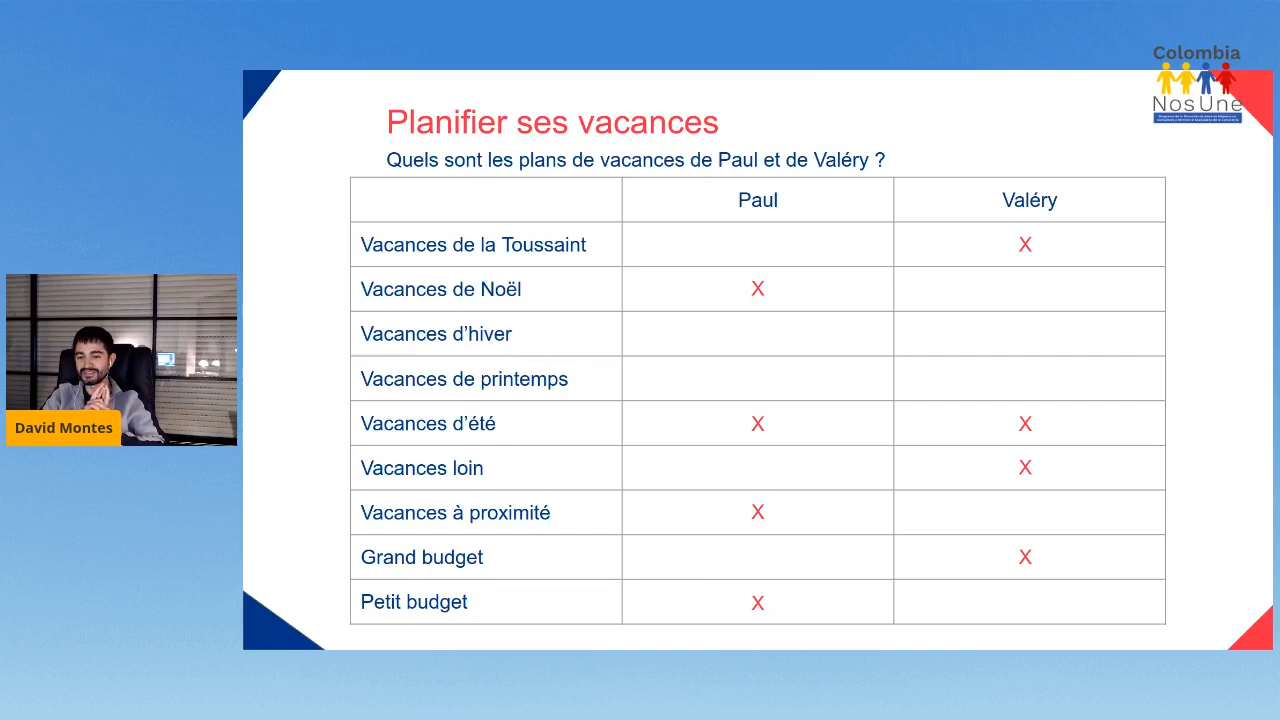 Colombia
Nos Une
Planifier ses vacances
Quels sont les plans de vacances de Paul et de Valéry ?
Paul Valéry
Vacances de la Toussaint X
Vacances de Noël X
Vacances d’hiver
Vacances de printemps
Vacances d’été X X
Vacances loin X
Vacances à proximité X
Grand budget X
Petit budget X
David Montes